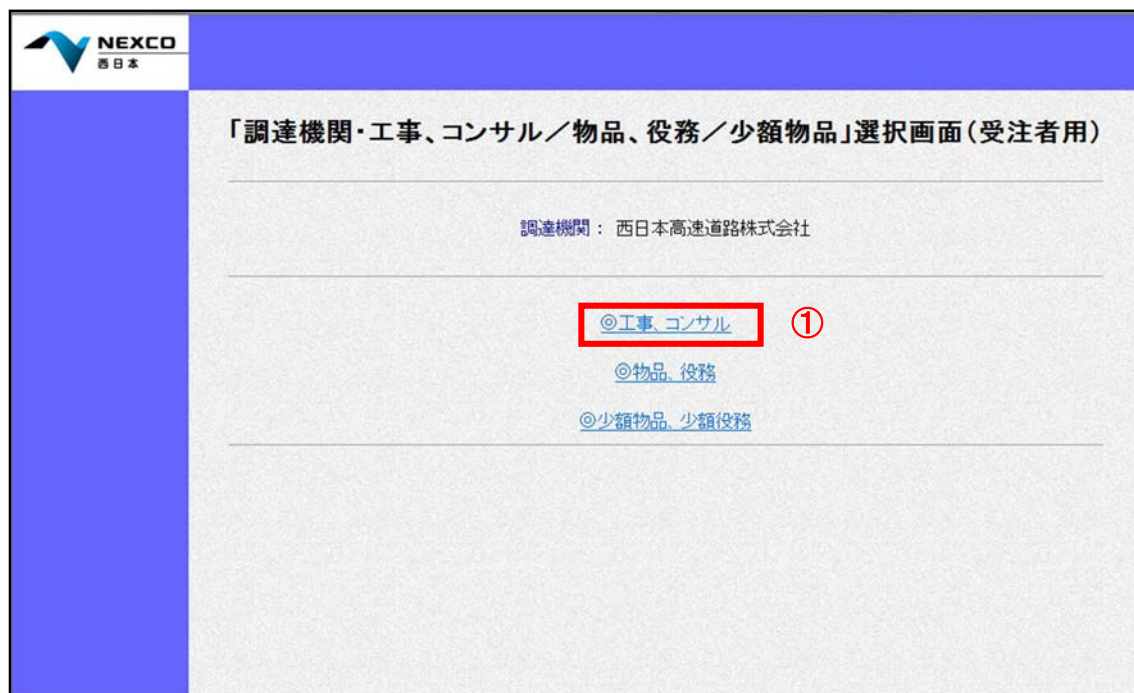 NEXCO
西日本
「調達機関・工事、コンサル／物品、役務／少額物品」選択画面（受注者用）
調達機関： 西日本高速道路株式会社
◎工事、コンサル
①
◎物品、役務
◎少額物品、少額役務